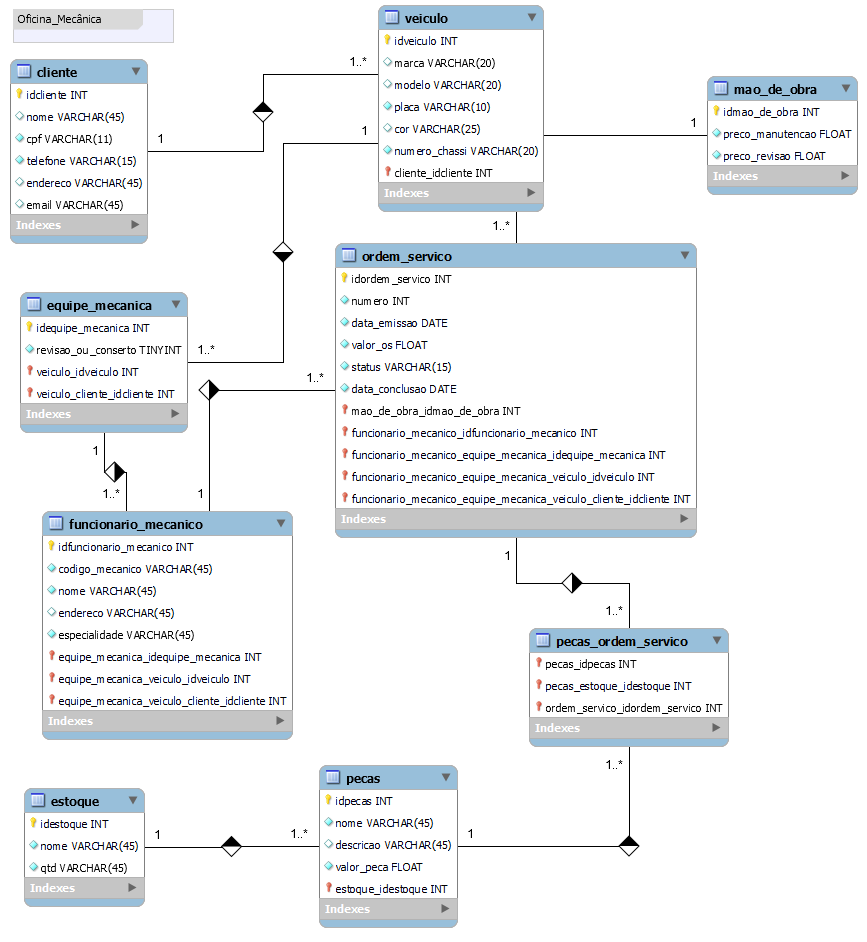 Oficina_Mecânica
cliente
idcliente INT
nome VARCHAR(45)
cpf VARCHAR(11)
telefone VARCHAR(15)
endereco VARCHAR(45)
email VARCHAR(45)
Indexes
1
1..*
veiculo
idveiculo INT
marca VARCHAR(20)
modelo VARCHAR(20)
placa VARCHAR(10)
cor VARCHAR(25)
numero_chassi VARCHAR(20)
cliente_idcliente INT
Indexes
1
1
mao_de_obra
idmao_de_obra INT
preco_manutencao FLOAT
preco_revisao FLOAT
Indexes
1..*
ordem_servico
idordem_servico INT
numero INT
data_emissao DATE
valor_os FLOAT
status VARCHAR(15)
data_conclusao DATE
mao_de_obra_idmao_de_obra INT
funcionario_mecanico_idfuncionario_mecanico INT
funcionario_mecanico_equipe_mecanica_idequipe_mecanica INT
funcionario_mecanico_equipe_mecanica_veiculo_idveiculo INT
funcionario_mecanico_equipe_mecanica_veiculo_cliente_idcliente INT
Indexes
equipe_mecanica
idequipe_mecanica INT
revisao_ou_conserto TINYINT
veiculo_idveiculo INT
veiculo_cliente_idcliente INT
Indexes
1..*
1..*
1
1..*
1
funcionario_mecanico
idfuncionario_mecanico INT
codigo_mecanico VARCHAR(45)
nome VARCHAR(45)
endereco VARCHAR(45)
especialidade VARCHAR(45)
equipe_mecanica_idequipe_mecanica INT
equipe_mecanica_veiculo_idveiculo INT
equipe_mecanica_veiculo_cliente_idcliente INT
Indexes
1
1..*
pecas_ordem_servico
pecas_idpecas INT
pecas_estoque_idestoque INT
ordem_servico_idordem_servico INT
Indexes
1..*
estoque
idestoque INT
nome VARCHAR(45)
qtd VARCHAR(45)
Indexes
1
1..*
pecas
idpecas INT
nome VARCHAR(45)
descricao VARCHAR(45)
valor_peca FLOAT
estoque_idestoque INT
Indexes
1